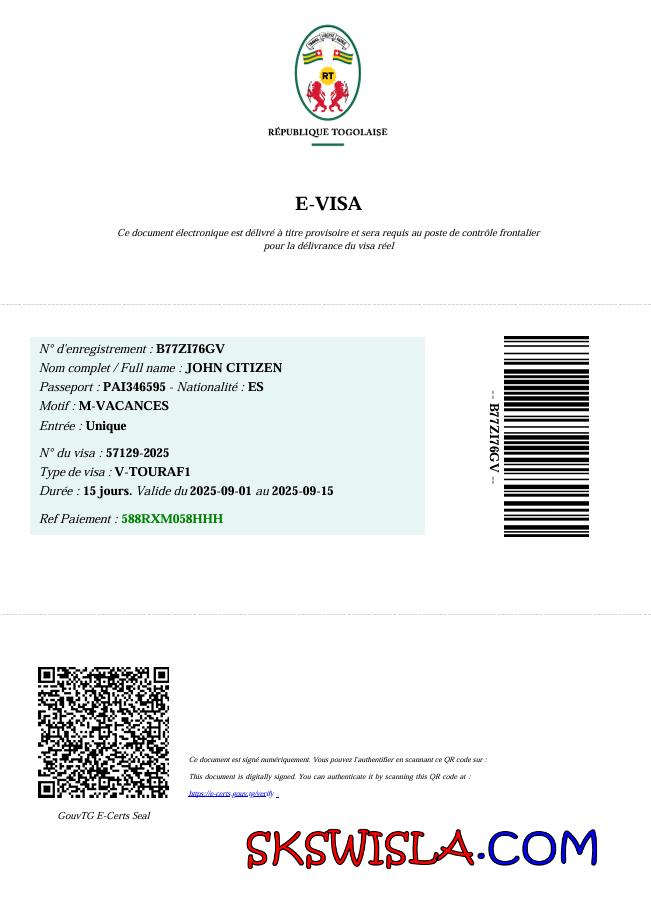 RT
RÉPUBLIQUE TOGOLAISE
E-VISA
Ce document électronique est délivré à titre provisoire et sera requis au poste de contrôle frontalier
pour la délivrance du visa réel
N° d'enregistrement : B77ZI76GV
Nom complet / Full name : JOHN CITIZEN
Passeport : PAI346595 - Nationalité : ES
Motif : M-VACANCES
Entrée : Unique
N° du visa : 57129-2025
Type de visa : V-TOURAF1
Durée : 15 jours. Valide du 2025-09-01 au 2025-09-15
Ref Paiement : 588RXM058HHH
-- B77ZI76GV --
Ce document est signé numériquement. Vous pouvez l'authentifier en scannant ce QR code sur :
This document is digitally signed. You can authenticate it by scanning this QR code at :
https://e-certs.gouv.tg/verify
GouvTG E-Certs Seal
SKSWISLA.COM